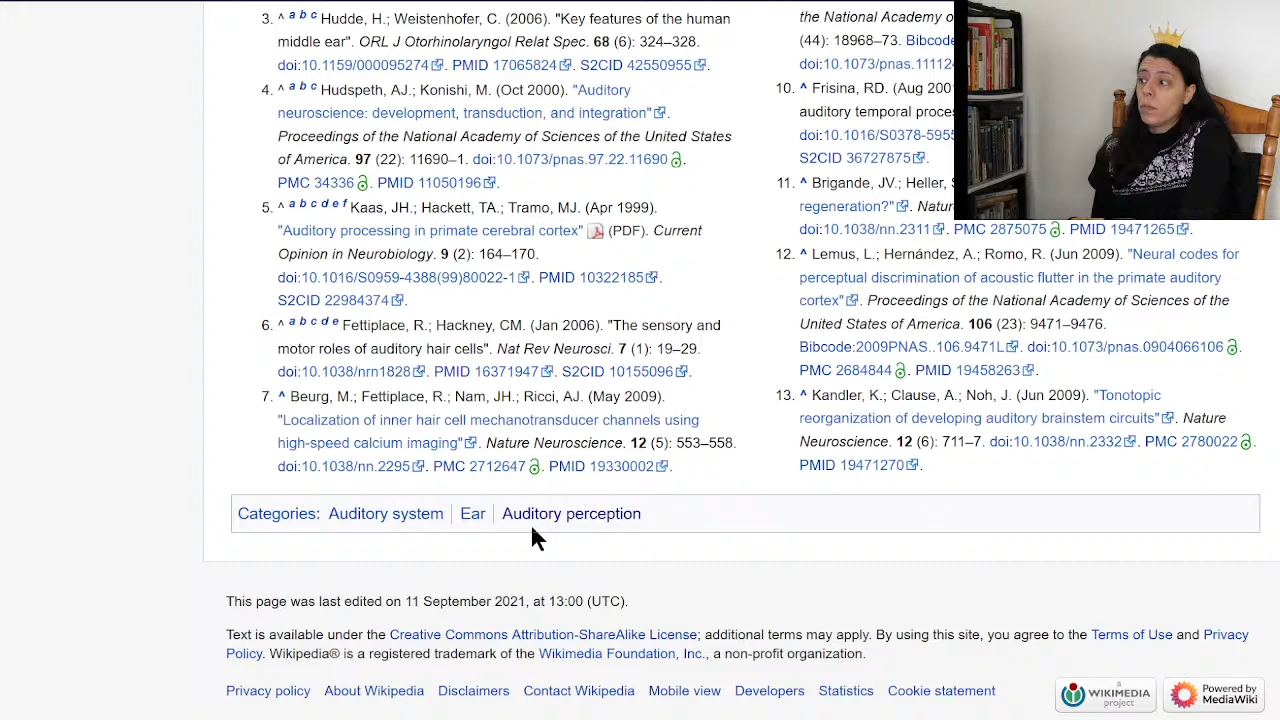 3. ^ a b c Hudde, H.; Weistenhofer, C. (2006). "Key features of the human
middle ear". ORL J Otorhinolaryngol Relat Spec. 68 (6): 324–328.
doi:10.1159/000095274. PMID 17065824. S2CID 42550955.
4. ^ a b c Hudspeth, AJ.; Konishi, M. (Oct 2000). "Auditory
neuroscience: development, transduction, and integration".
Proceedings of the National Academy of Sciences of the United States
of America. 97 (22): 11690–1. doi:10.1073/pnas.97.22.11690.
PMC 34336. PMID 11050196.
5. ^ a b c d e f Kaas, JH.; Hackett, TA.; Tramo, MJ. (Apr 1999).
"Auditory processing in primate cerebral cortex" (PDF). Current
Opinion in Neurobiology. 9 (2): 164–170.
doi:10.1016/S0959-4388(99)80022-1. PMID 10322185.
S2CID 22984374.
6. ^ a b c d e Fettiplace, R.; Hackney, CM. (Jan 2006). "The sensory and
motor roles of auditory hair cells". Nat Rev Neurosci. 7 (1): 19–29.
doi:10.1038/nrn1828. PMID 16371947. S2CID 10155096.
7. ^ Beurg, M.; Fettiplace, R.; Nam, JH.; Ricci, AJ. (May 2009).
"Localization of inner hair cell mechanotransducer channels using
high-speed calcium imaging". Nature Neuroscience. 12 (5): 553–558.
doi:10.1038/nn.2295. PMC 2712647. PMID 19330002.
the National Academy o
(44): 18968–73. Bibcode
doi:10.1073/pnas.11112
10. ^ Frisina, RD. (Aug 200
auditory temporal proce
doi:10.1016/S0378-595
S2CID 36727875.
11. ^ Brigande, JV.; Heller,
regeneration?". Natur
doi:10.1038/nn.2311. PMC 2875075. PMID 19471265.
12. ^ Lemus, L.; Hernández, A.; Romo, R. (Jun 2009). "Neural codes for
perceptual discrimination of acoustic flutter in the primate auditory
cortex". Proceedings of the National Academy of Sciences of the
United States of America. 106 (23): 9471–9476.
Bibcode:2009PNAS..106.9471L. doi:10.1073/pnas.0904066106.
PMC 2684844. PMID 19458263.
13. ^ Kandler, K.; Clause, A.; Noh, J. (Jun 2009). "Tonotopic
reorganization of developing auditory brainstem circuits". Nature
Neuroscience. 12 (6): 711–7. doi:10.1038/nn.2332. PMC 2780022.
PMID 19471270.
Categories: Auditory system | Ear | Auditory perception
This page was last edited on 11 September 2021, at 13:00 (UTC).
Text is available under the Creative Commons Attribution-ShareAlike License; additional terms may apply. By using this site, you agree to the Terms of Use and Privacy
Policy. Wikipedia® is a registered trademark of the Wikimedia Foundation, Inc., a non-profit organization.
Privacy policy About Wikipedia Disclaimers Contact Wikipedia Mobile view Developers Statistics Cookie statement
a
WIKIMEDIA
project
Powered by
MediaWiki